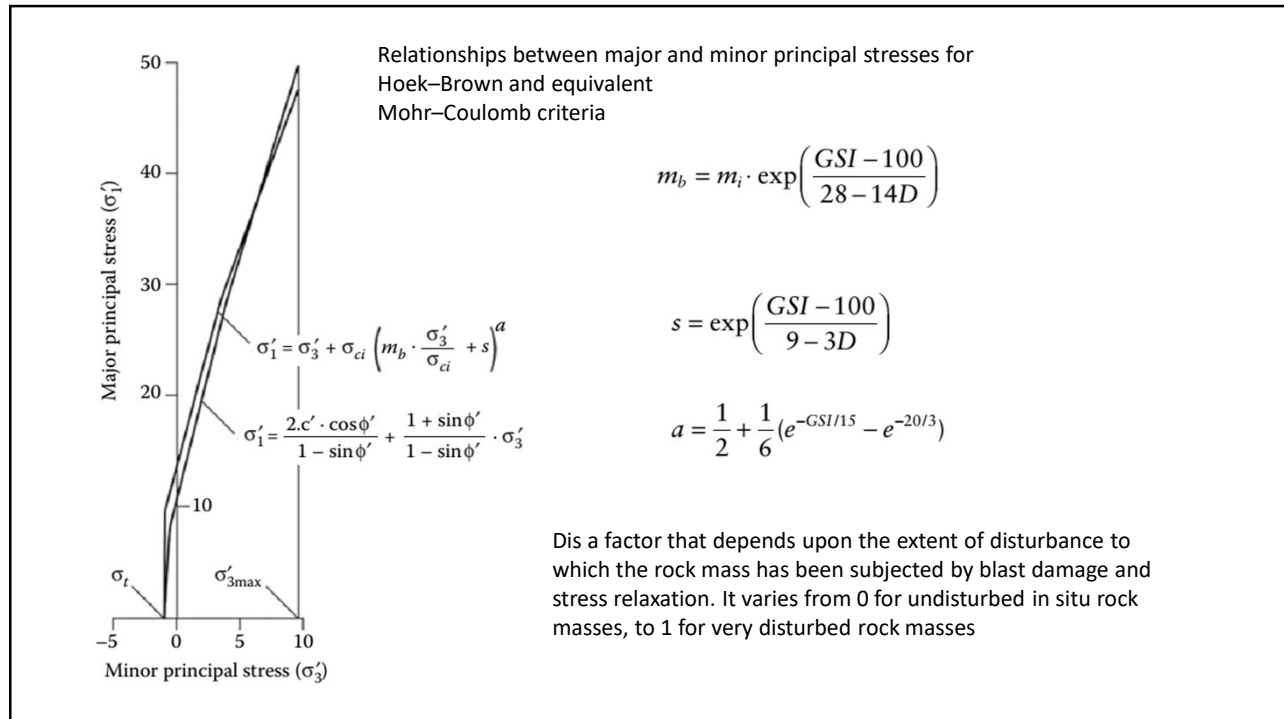 Relationships between major and minor principal stresses for
Hoek–Brown and equivalent
Mohr–Coulomb criteria
50
40
30
20
10
Major principal stress (σ′₁)
σ′₁ = σ′₃ + σ_ci (m_b · σ′₃/σ_ci + s)^a
σ′₁ = (2.c′ · cosϕ′)/(1 − sinϕ′) + (1 + sinϕ′)/(1 − sinϕ′) · σ′₃
σ_t
σ′₃max
−5 0 5 10
Minor principal stress (σ′₃)
m_b = m_i · exp((GSI − 100)/(28 − 14D))
s = exp((GSI − 100)/(9 − 3D))
a = 1/2 + 1/6 (e^(−GSI/15) − e^(−20/3))
Dis a factor that depends upon the extent of disturbance to
which the rock mass has been subjected by blast damage and
stress relaxation. It varies from 0 for undisturbed in situ rock
masses, to 1 for very disturbed rock masses